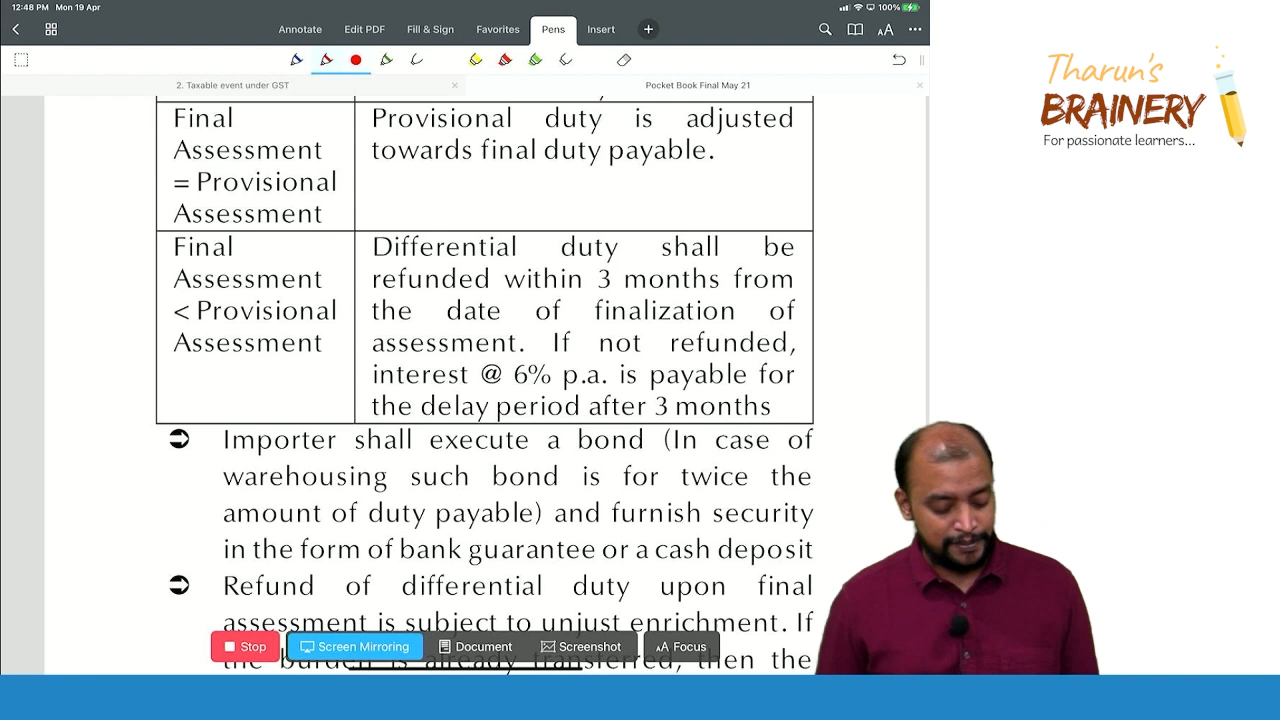 12:48 PM Mon 19 Apr
100%
Annotate Edit PDF Fill & Sign Favorites Pens Insert
AA
2. Taxable event under GST
Pocket Book Final May 21
Final
Assessment
= Provisional
Assessment
Provisional duty is adjusted
towards final duty payable.
Final
Assessment
< Provisional
Assessment
Differential duty shall be
refunded within 3 months from
the date of finalization of
assessment. If not refunded,
interest @ 6% p.a. is payable for
the delay period after 3 months
Importer shall execute a bond (In case of
warehousing such bond is for twice the
amount of duty payable) and furnish security
in the form of bank guarantee or a cash deposit
Refund of differential duty upon final
assessment is subject to unjust enrichment. If
the burden is already transferred, then the
Stop Screen Mirroring Document Screenshot AA Focus
Tharun's
BRAINERY
For passionate learners...